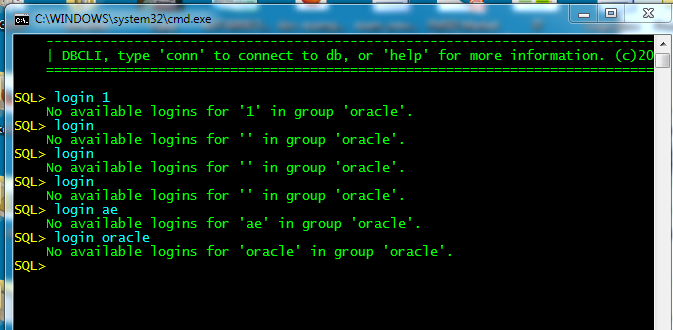 C:\WINDOWS\system32\cmd.exe
| DBCLI, type 'conn' to connect to db, or 'help' for more information. (c)20
SQL> login 1
No available logins for '1' in group 'oracle'.
SQL> login
No available logins for '' in group 'oracle'.
SQL> login
No available logins for '' in group 'oracle'.
SQL> login
No available logins for '' in group 'oracle'.
SQL> login ae
No available logins for 'ae' in group 'oracle'.
SQL> login oracle
No available logins for 'oracle' in group 'oracle'.
SQL>